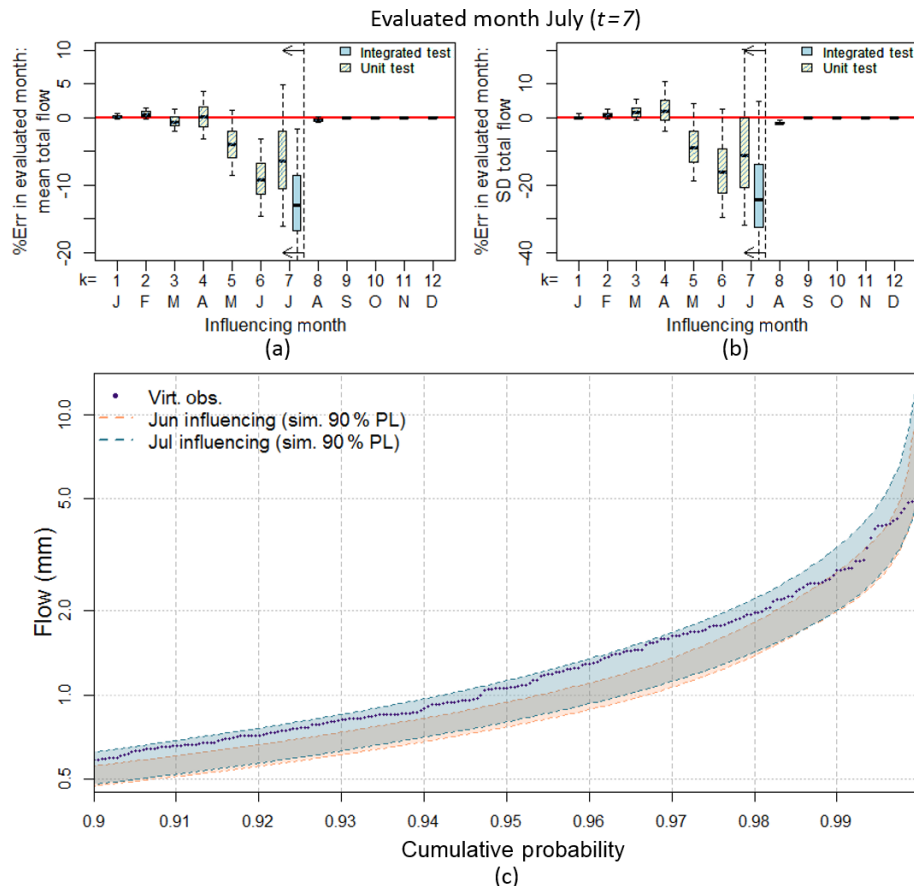 Evaluated month July (t=7)
%Err in evaluated month:
mean total flow
10
5
0
-10
-20
Integrated test
Unit test
k= 1 2 3 4 5 6 7 8 9 10 11 12
J F M A M J J A S O N D
Influencing month
(a)
%Err in evaluated month:
SD total flow
20
0
-20
-40
Integrated test
Unit test
k= 1 2 3 4 5 6 7 8 9 10 11 12
J F M A M J J A S O N D
Influencing month
(b)
Virt. obs.
Jun influencing (sim. 90 % PL)
Jul influencing (sim. 90 % PL)
Flow (mm)
10.0
5.0
2.0
1.0
0.5
0.9 0.91 0.92 0.93 0.94 0.95 0.96 0.97 0.98 0.99
Cumulative probability
(c)